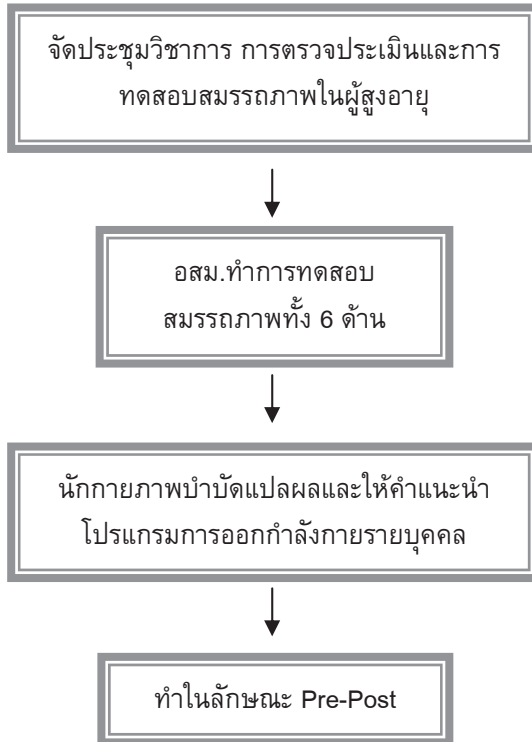 จัดประชุมวิชาการ การตรวจประเมินและการ
ทดสอบสมรรถภาพในผู้สูงอายุ
อสม.ทำการทดสอบ
สมรรถภาพทั้ง 6 ด้าน
นักกายภาพบำบัดแปลผลและให้คำแนะนำ
โปรแกรมการออกกำลังกายรายบุคคล
ทำในลักษณะ Pre-Post